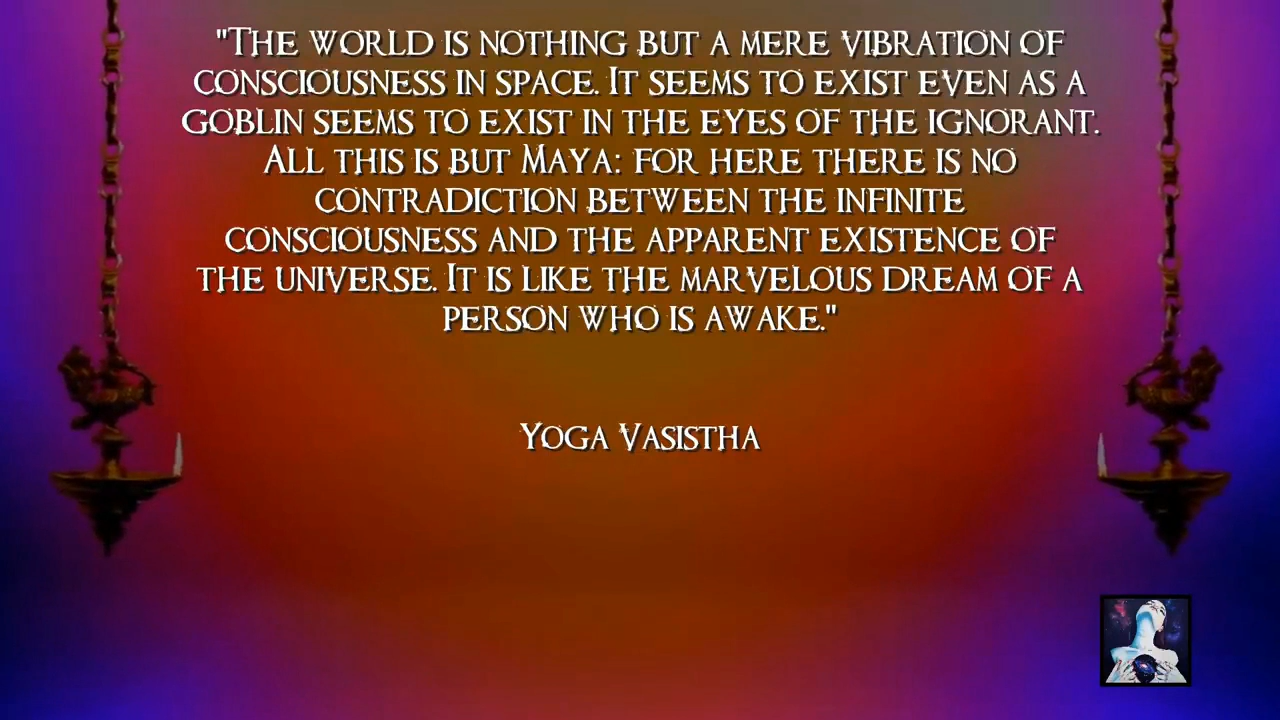 "The world is nothing but a mere vibration of
consciousness in space. It seems to exist even as a
goblin seems to exist in the eyes of the ignorant.
All this is but Maya: for here there is no
contradiction between the infinite
consciousness and the apparent existence of
the universe. It is like the marvelous dream of a
person who is awake."
Yoga Vasistha